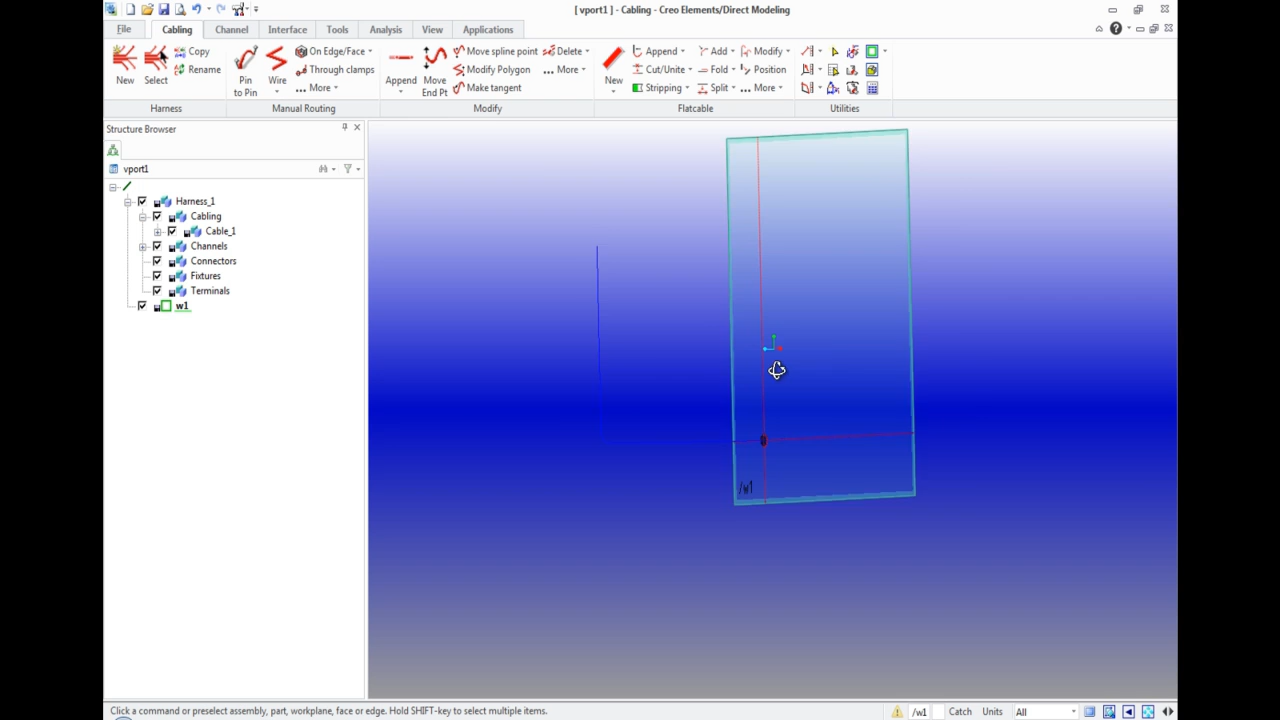 [ vport1 ] - Cabling - Creo Elements/Direct Modeling
File Cabling Channel Interface Tools Analysis View Applications
New Select Copy Rename
Harness
Pin to Pin Wire On Edge/Face Through clamps ... More
Manual Routing
Append Move End Pt Move spline point Modify Polygon Make tangent Delete ... More
Modify
New Append Cut/Unite Stripping Add Fold Split Modify Position ... More
Flatcable
Utilities
Structure Browser
vport1
Harness_1
Cabling
Cable_1
Channels
Connectors
Fixtures
Terminals
w1
/w1
Click a command or preselect assembly, part, workplane, face or edge. Hold SHIFT-key to select multiple items.
/w1 Catch Units All